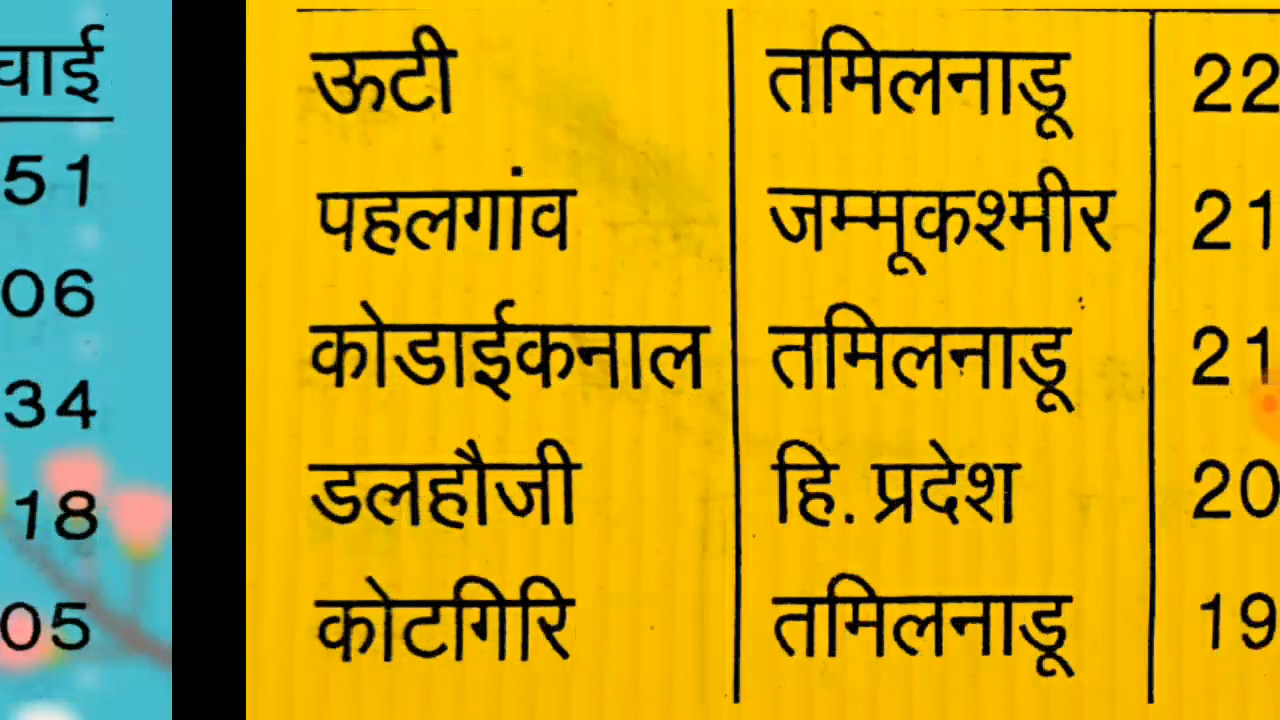 चाई
51
06
34
18
05
ऊटी तमिलनाडू 22
पहलगांव जम्मूकश्मीर 21
कोडाईकनाल तमिलनाडू 21
डलहौजी हि. प्रदेश 20
कोटगिरि तमिलनाडू 19